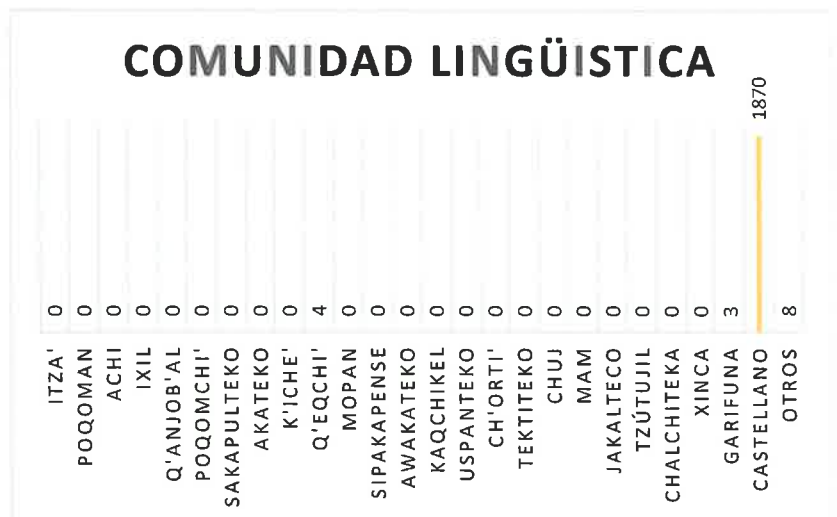 COMUNIDAD LINGÜÍSTICA
1870
0
0
0
0
0
0
0
0
0
4
0
0
0
0
0
0
0
0
0
0
0
0
0
3
8
ITZA'
POQOMAN
ACHI
IXIL
Q'ANJOB'AL
POQOMCHI'
SAKAPULTEKO
AKATEKO
K'ICHE'
Q'EQCHI'
MOPAN
SIPAKAPENSE
AWAKATEKO
KAQCHIKEL
USPANTEKO
CH'ORTI'
TEKTITEKO
CHUJ
MAM
JAKALTECO
TZÚTUJIL
CHALCHITEKA
XINCA
GARIFUNA
CASTELLANO
OTROS